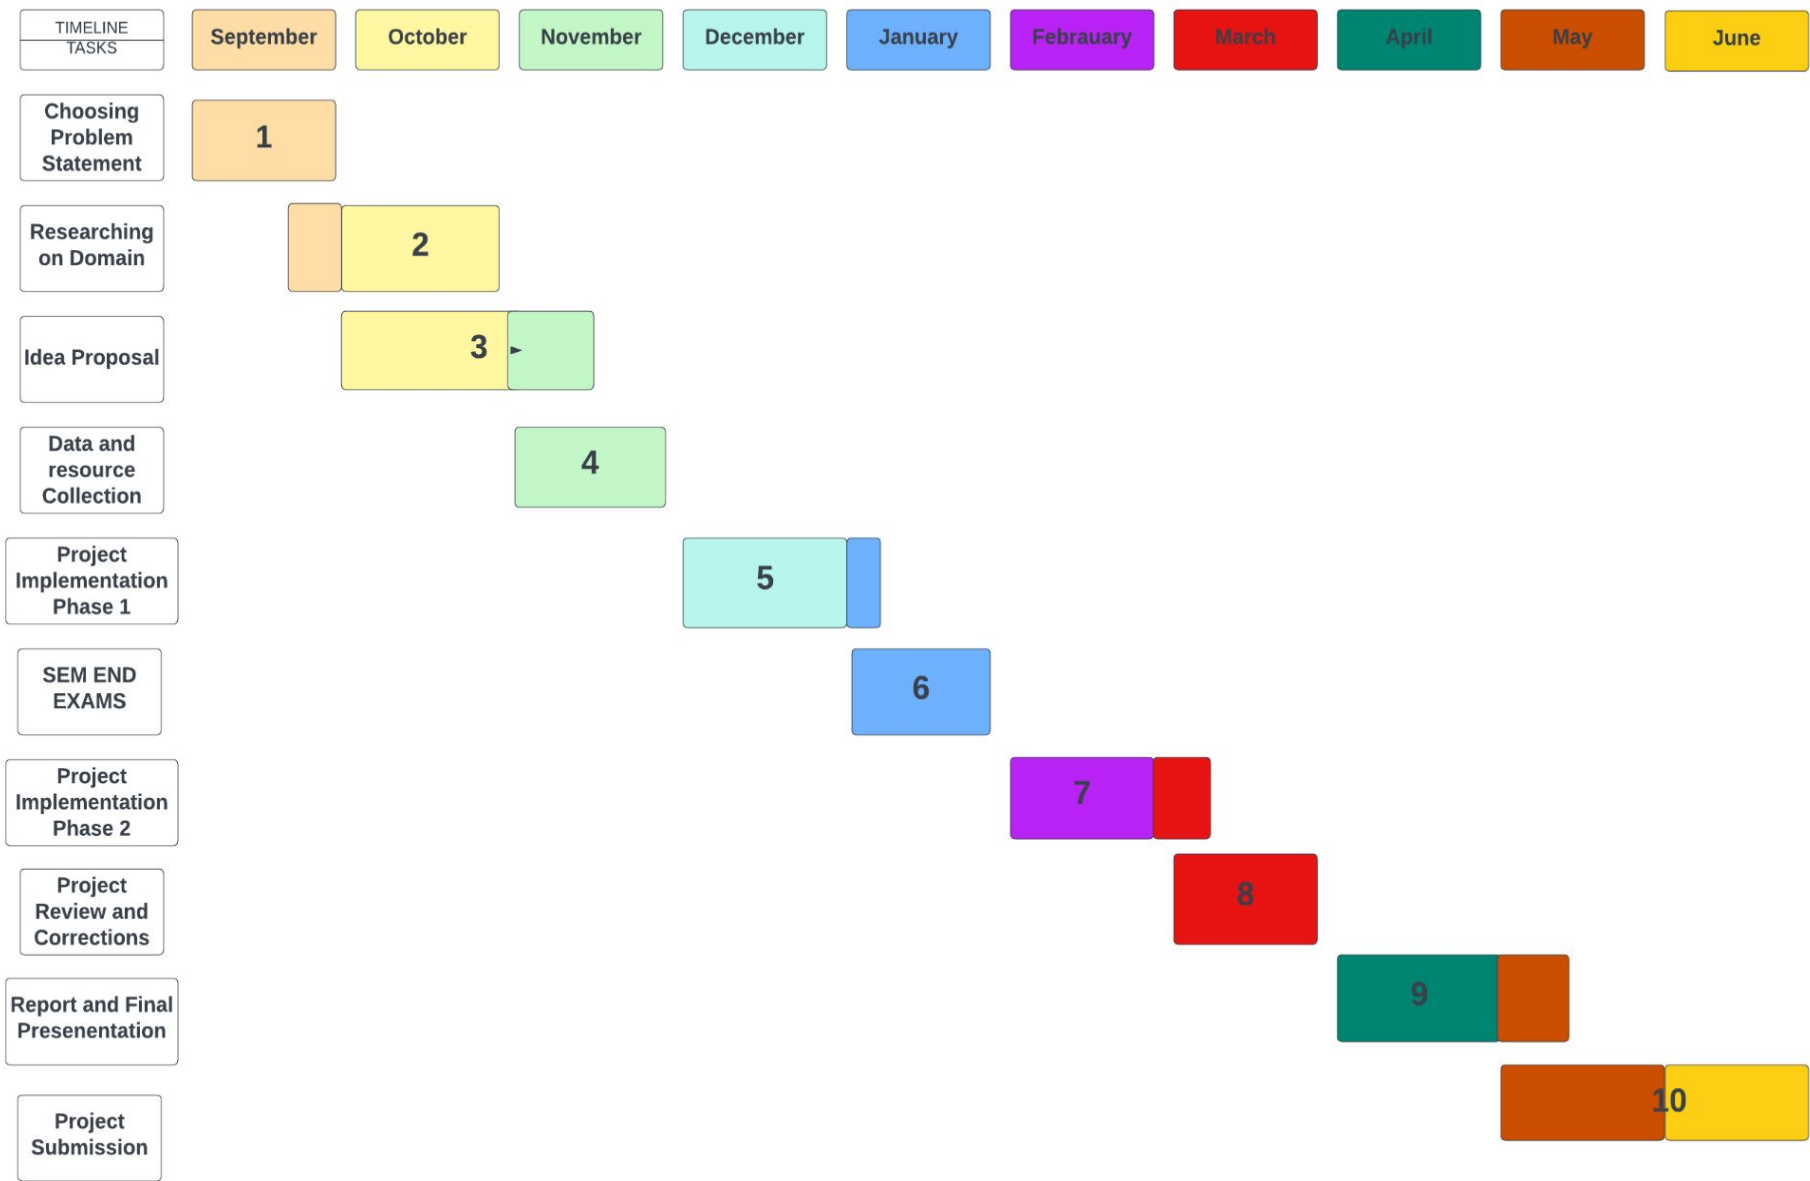 TIMELINE
TASKS
September
October
November
December
January
Febrauary
March
April
May
June
Choosing
Problem
Statement
1
Researching
on Domain
2
Idea Proposal
3
Data and
resource
Collection
4
Project
Implementation
Phase 1
5
SEM END
EXAMS
6
Project
Implementation
Phase 2
7
Project
Review and
Corrections
8
Report and Final
Presenentation
9
Project
Submission
10